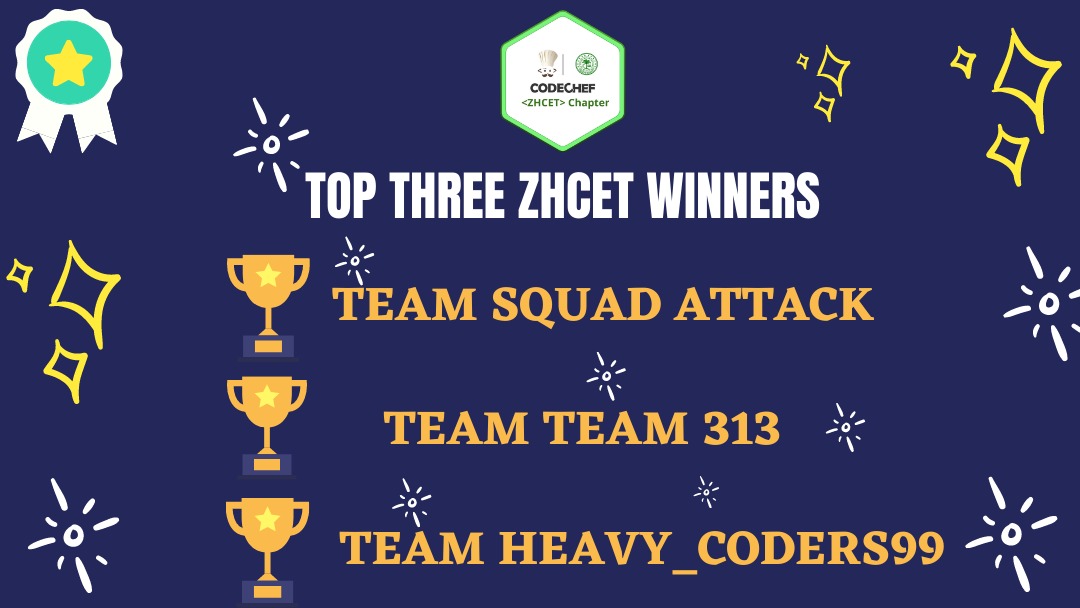 CODECHEF
<ZHCET> Chapter
TOP THREE ZHCET WINNERS
TEAM SQUAD ATTACK
TEAM TEAM 313
TEAM HEAVY_CODERS99